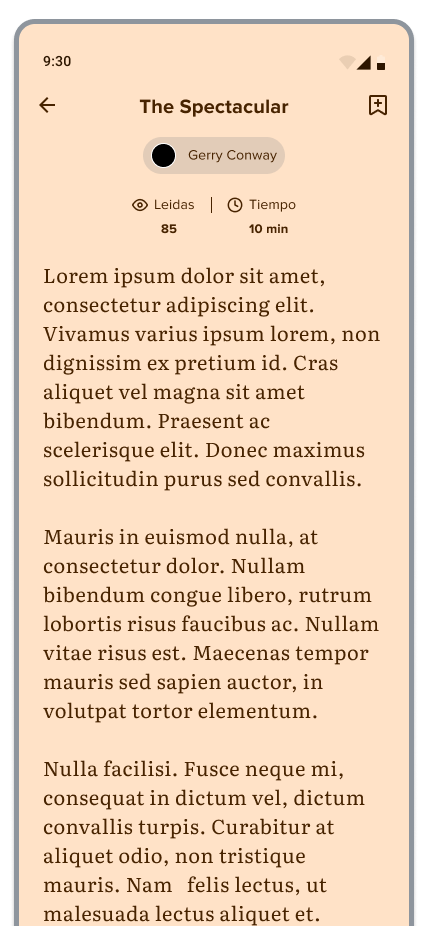 9:30
The Spectacular
Gerry Conway
Leidas | Tiempo
85 10 min
Lorem ipsum dolor sit amet,
consectetur adipiscing elit.
Vivamus varius ipsum lorem, non
dignissim ex pretium id. Cras
aliquet vel magna sit amet
bibendum. Praesent ac
scelerisque elit. Donec maximus
sollicitudin purus sed convallis.
Mauris in euismod nulla, at
consectetur dolor. Nullam
bibendum congue libero, rutrum
lobortis risus faucibus ac. Nullam
vitae risus est. Maecenas tempor
mauris sed sapien auctor, in
volutpat tortor elementum.
Nulla facilisi. Fusce neque mi,
consequat in dictum vel, dictum
convallis turpis. Curabitur at
aliquet odio, non tristique
mauris. Nam felis lectus, ut
malesuada lectus aliquet et.